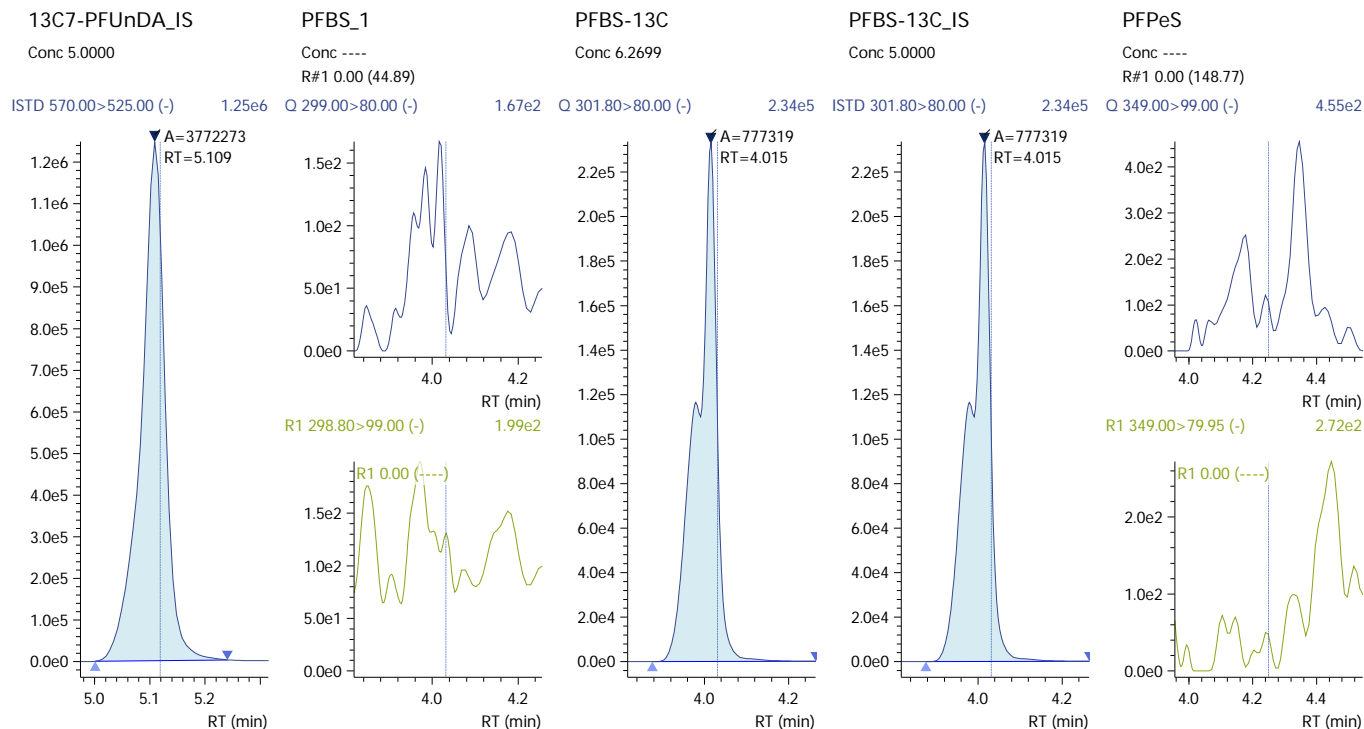 13C7-PFUnDA_IS
Conc 5.0000
ISTD 570.00>525.00 (-) 1.25e6
A=3772273
RT=5.109
1.2e6
1.1e6
1.0e6
9.0e5
8.0e5
7.0e5
6.0e5
5.0e5
4.0e5
3.0e5
2.0e5
1.0e5
0.0e0
5.0 5.1 5.2
RT (min)
PFBS_1
Conc ----
R#1 0.00 (44.89)
Q 299.00>80.00 (-) 1.67e2
1.5e2
1.0e2
5.0e1
0.0e0
4.0 4.2
RT (min)
R1 298.80>99.00 (-) 1.99e2
R1 0.00 (----)
1.5e2
1.0e2
5.0e1
0.0e0
4.0 4.2
RT (min)
PFBS-13C
Conc 6.2699
Q 301.80>80.00 (-) 2.34e5
A=777319
RT=4.015
2.2e5
2.0e5
1.8e5
1.6e5
1.4e5
1.2e5
1.0e5
8.0e4
6.0e4
4.0e4
2.0e4
0.0e0
4.0 4.2
RT (min)
PFBS-13C_IS
Conc 5.0000
ISTD 301.80>80.00 (-) 2.34e5
A=777319
RT=4.015
2.2e5
2.0e5
1.8e5
1.6e5
1.4e5
1.2e5
1.0e5
8.0e4
6.0e4
4.0e4
2.0e4
0.0e0
4.0 4.2
RT (min)
PFPeS
Conc ----
R#1 0.00 (148.77)
Q 349.00>99.00 (-) 4.55e2
4.0e2
3.0e2
2.0e2
1.0e2
0.0e0
4.0 4.2 4.4
RT (min)
R1 349.00>79.95 (-) 2.72e2
R1 0.00 (----)
2.0e2
1.0e2
0.0e0
4.0 4.2 4.4
RT (min)